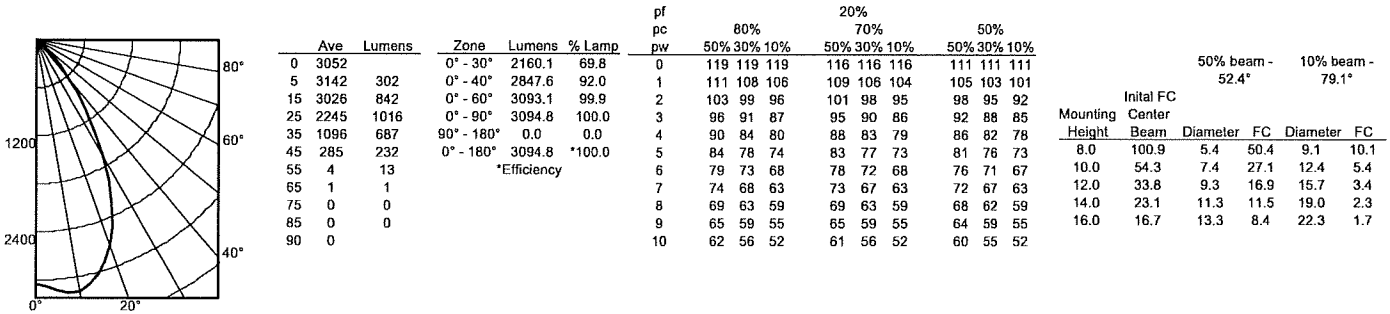 1200
2400
0°
20°
40°
60°
80°
Ave Lumens
0 3052
5 3142 302
15 3026 842
25 2245 1016
35 1096 687
45 285 232
55 4 13
65 1 1
75 0 0
85 0 0
90 0
Zone Lumens % Lamp
0° - 30° 2160.1 69.8
0° - 40° 2847.6 92.0
0° - 60° 3093.1 99.9
0° - 90° 3094.8 100.0
90° - 180° 0.0 0.0
0° - 180° 3094.8 *100.0
*Efficiency
pf 20%
pc 80% 70% 50%
pw 50% 30% 10% 50% 30% 10% 50% 30% 10%
0 119 119 119 116 116 116 111 111 111
1 111 108 106 109 106 104 105 103 101
2 103 99 96 101 98 95 98 95 92
3 96 91 87 95 90 86 92 88 85
4 90 84 80 88 83 79 86 82 78
5 84 78 74 83 77 73 81 76 73
6 79 73 68 78 72 68 76 71 67
7 74 68 63 73 67 63 72 67 63
8 69 63 59 69 63 59 68 62 59
9 65 59 55 65 59 55 64 59 55
10 62 56 52 61 56 52 60 55 52
50% beam - 10% beam -
52.4° 79.1°
Inital FC
Mounting Center
Height Beam Diameter FC Diameter FC
8.0 100.9 5.4 50.4 9.1 10.1
10.0 54.3 7.4 27.1 12.4 5.4
12.0 33.8 9.3 16.9 15.7 3.4
14.0 23.1 11.3 11.5 19.0 2.3
16.0 16.7 13.3 8.4 22.3 1.7